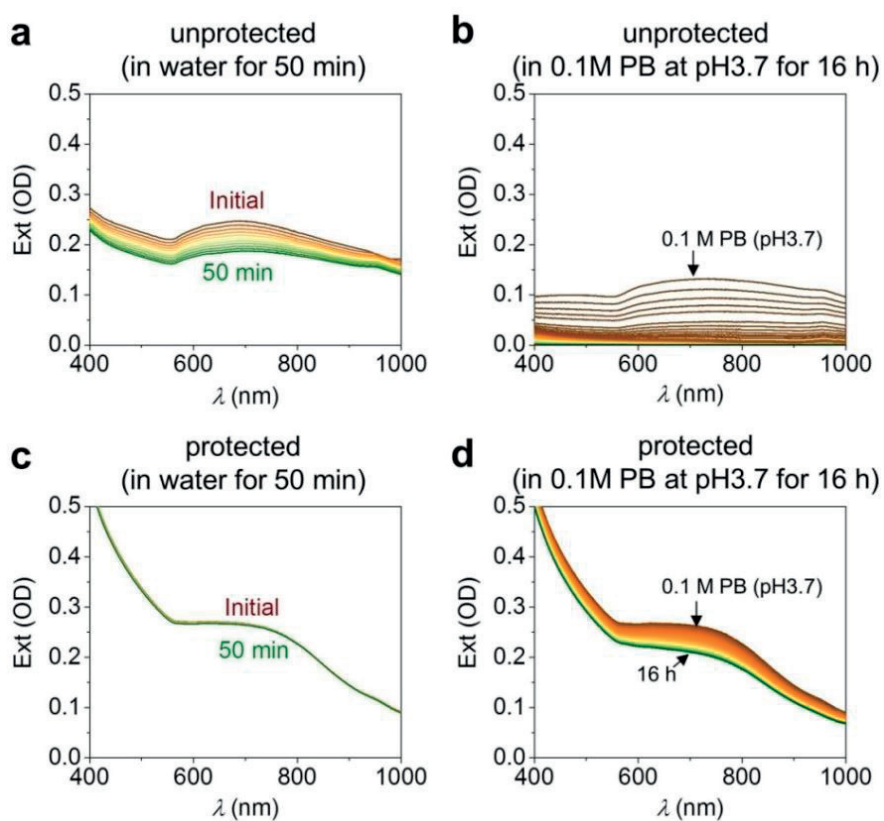 a
unprotected
(in water for 50 min)
0.5
0.4
0.3
0.2
0.1
0.0
Ext (OD)
Initial
50 min
400
600
800
1000
λ (nm)
b
unprotected
(in 0.1M PB at pH3.7 for 16 h)
0.5
0.4
0.3
0.2
0.1
0.0
Ext (OD)
0.1 M PB (pH3.7)
400
600
800
1000
λ (nm)
c
protected
(in water for 50 min)
0.5
0.4
0.3
0.2
0.1
0.0
Ext (OD)
Initial
50 min
400
600
800
1000
λ (nm)
d
protected
(in 0.1M PB at pH3.7 for 16 h)
0.5
0.4
0.3
0.2
0.1
0.0
Ext (OD)
0.1 M PB (pH3.7)
16 h
400
600
800
1000
λ (nm)